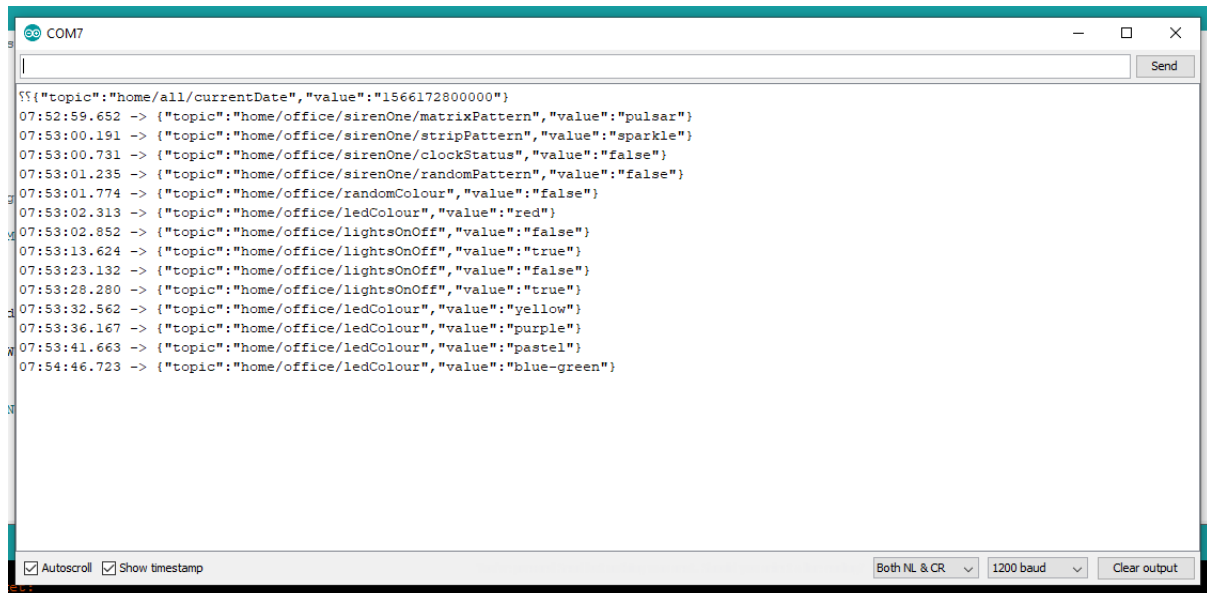 COM7
Send
⸮⸮{"topic":"home/all/currentDate","value":"1566172800000"}
07:52:59.652 -> {"topic":"home/office/sirenOne/matrixPattern","value":"pulsar"}
07:53:00.191 -> {"topic":"home/office/sirenOne/stripPattern","value":"sparkle"}
07:53:00.731 -> {"topic":"home/office/sirenOne/clockStatus","value":"false"}
07:53:01.235 -> {"topic":"home/office/sirenOne/randomPattern","value":"false"}
07:53:01.774 -> {"topic":"home/office/randomColour","value":"false"}
07:53:02.313 -> {"topic":"home/office/ledColour","value":"red"}
07:53:02.852 -> {"topic":"home/office/lightsOnOff","value":"false"}
07:53:13.624 -> {"topic":"home/office/lightsOnOff","value":"true"}
07:53:23.132 -> {"topic":"home/office/lightsOnOff","value":"false"}
07:53:28.280 -> {"topic":"home/office/lightsOnOff","value":"true"}
07:53:32.562 -> {"topic":"home/office/ledColour","value":"yellow"}
07:53:36.167 -> {"topic":"home/office/ledColour","value":"purple"}
07:53:41.663 -> {"topic":"home/office/ledColour","value":"pastel"}
07:54:46.723 -> {"topic":"home/office/ledColour","value":"blue-green"}
Autoscroll Show timestamp Both NL & CR 1200 baud Clear output